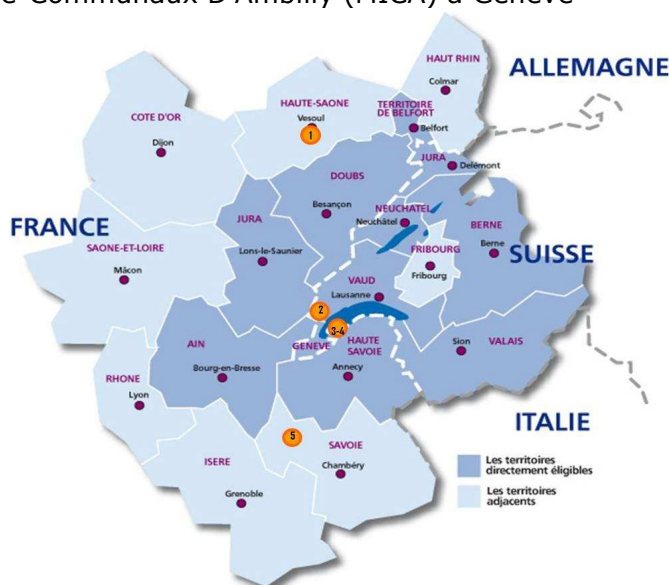 e Communaux D'Ambilly (MICA) à Genève
HAUT RHIN
Colmar
ALLEMAGNE
HAUTE-SAONE
Vesoul
1
TERRITOIRE
DE BELFORT
Belfort
COTE D'OR
Dijon
JURA
Delémont
DOUBS
Besançon
NEUCHATEL
Neuchâtel
JURA
Lons-le-Saunier
FRANCE
BERNE
Berne
SAONE-ET-LOIRE
Mâcon
FRIBOURG
Fribourg
SUISSE
VAUD
Lausanne
2
3-4
AIN
Bourg-en-Bresse
GENEVE
HAUTE
SAVOIE
Annecy
Sion
VALAIS
RHONE
Lyon
ITALIE
5
SAVOIE
Chambéry
ISERE
Grenoble
Les territoires
directement éligibles
Les territoires
adjacents